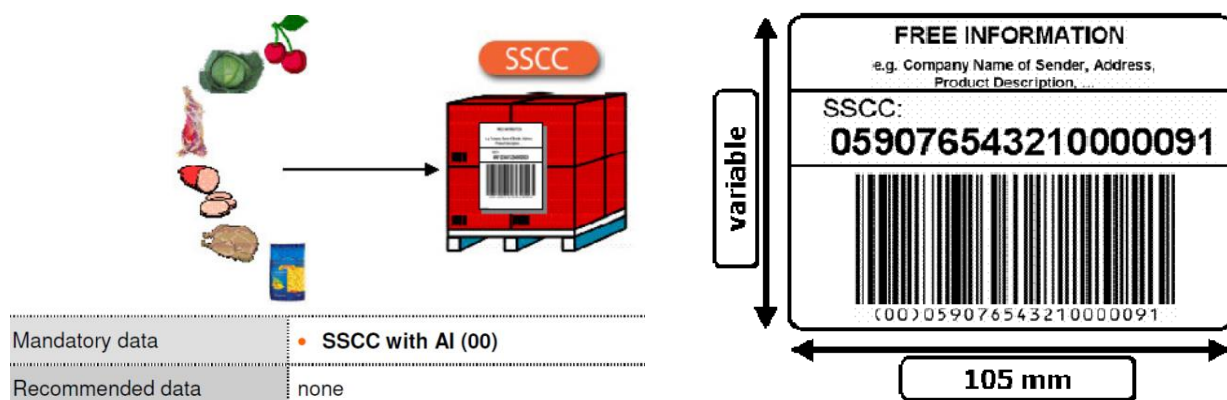 SSCC
Mandatory data
• SSCC with AI (00)
Recommended data
none
variable
FREE INFORMATION
e.g. Company Name of Sender, Address,
Product Description, ...
SSCC:
059076543210000091
(00)059076543210000091
105 mm